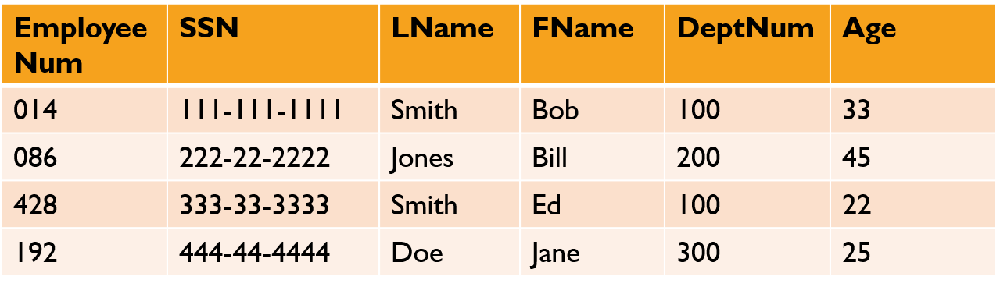 Employee Num SSN LName FName DeptNum Age
014 111-111-1111 Smith Bob 100 33
086 222-22-2222 Jones Bill 200 45
428 333-33-3333 Smith Ed 100 22
192 444-44-4444 Doe Jane 300 25